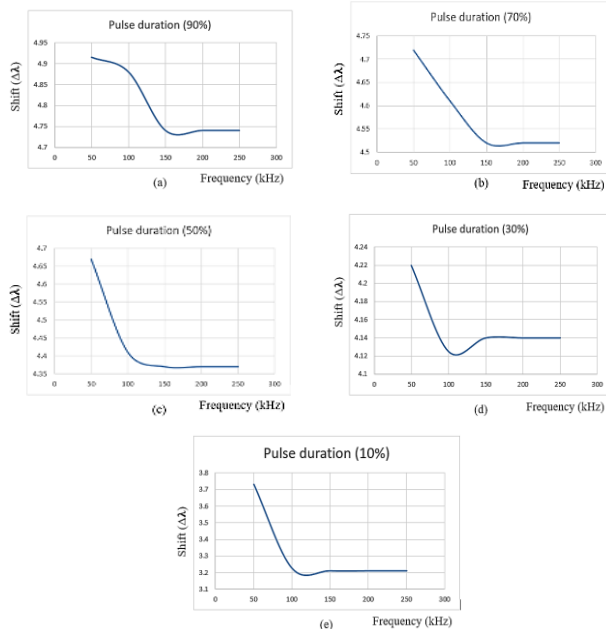 Pulse duration (90%)
Shift (Δλ)
4.95
4.9
4.85
4.8
4.75
4.7
0 50 100 150 200 250 300
(a) Frequency (kHz)
Pulse duration (70%)
Shift (Δλ)
4.75
4.7
4.65
4.6
4.55
4.5
0 50 100 150 200 250 300
(b) Frequency (kHz)
Pulse duration (50%)
Shift (Δλ)
4.7
4.65
4.6
4.55
4.5
4.45
4.4
4.35
0 50 100 150 200 250 300
(c) Frequency (kHz)
Pulse duration (30%)
Shift (Δλ)
4.24
4.22
4.2
4.18
4.16
4.14
4.12
4.1
0 50 100 150 200 250 300
(d) Frequency (kHz)
Pulse duration (10%)
Shift (Δλ)
3.8
3.7
3.6
3.5
3.4
3.3
3.2
3.1
0 50 100 150 200 250 300
(e) Frequency (kHz)